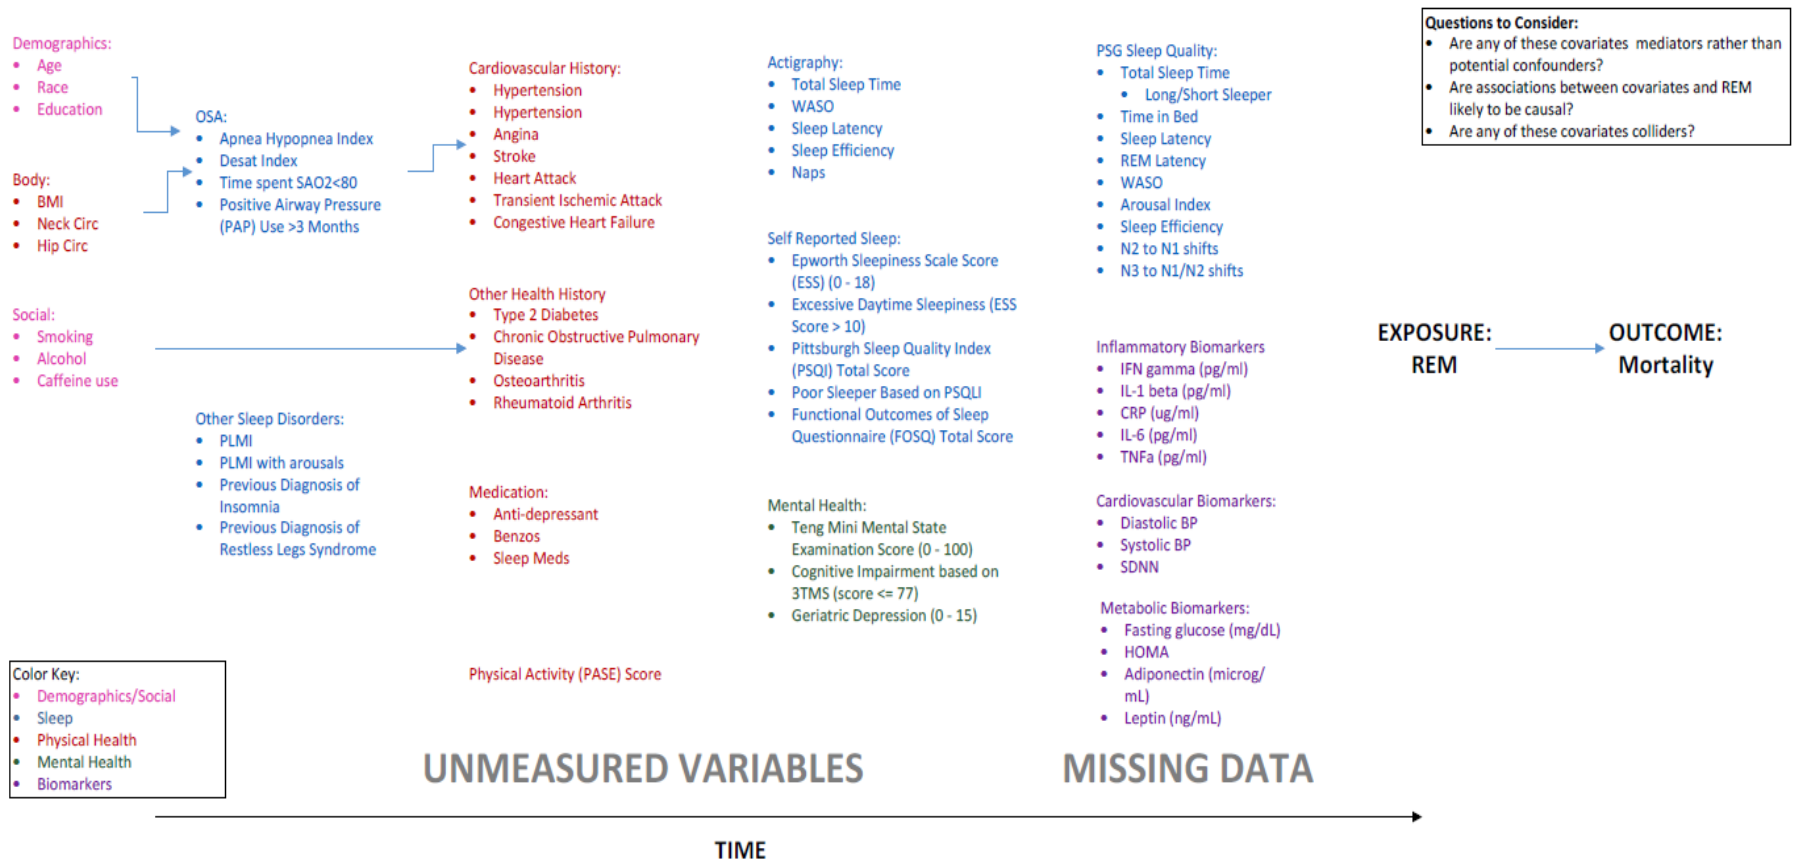 Demographics:
• Age
• Race
• Education
Body:
• BMI
• Neck Circ
• Hip Circ
Social:
• Smoking
• Alcohol
• Caffeine use
OSA:
• Apnea Hypopnea Index
• Desat Index
• Time spent SAO2<80
• Positive Airway Pressure
(PAP) Use >3 Months
Other Sleep Disorders:
• PLMI
• PLMI with arousals
• Previous Diagnosis of
Insomnia
• Previous Diagnosis of
Restless Legs Syndrome
Cardiovascular History:
• Hypertension
• Hypertension
• Angina
• Stroke
• Heart Attack
• Transient Ischemic Attack
• Congestive Heart Failure
Other Health History
• Type 2 Diabetes
• Chronic Obstructive Pulmonary
Disease
• Osteoarthritis
• Rheumatoid Arthritis
Medication:
• Anti-depressant
• Benzos
• Sleep Meds
Physical Activity (PASE) Score
Actigraphy:
• Total Sleep Time
• WASO
• Sleep Latency
• Sleep Efficiency
• Naps
Self Reported Sleep:
• Epworth Sleepiness Scale Score
(ESS) (0 - 18)
• Excessive Daytime Sleepiness (ESS
Score > 10)
• Pittsburgh Sleep Quality Index
(PSQI) Total Score
• Poor Sleeper Based on PSQLI
• Functional Outcomes of Sleep
Questionnaire (FOSQ) Total Score
Mental Health:
• Teng Mini Mental State
Examination Score (0 - 100)
• Cognitive Impairment based on
3TMS (score <= 77)
• Geriatric Depression (0 - 15)
PSG Sleep Quality:
• Total Sleep Time
• Long/Short Sleeper
• Time in Bed
• Sleep Latency
• REM Latency
• WASO
• Arousal Index
• Sleep Efficiency
• N2 to N1 shifts
• N3 to N1/N2 shifts
Inflammatory Biomarkers
• IFN gamma (pg/ml)
• IL-1 beta (pg/ml)
• CRP (ug/ml)
• IL-6 (pg/ml)
• TNFa (pg/ml)
Cardiovascular Biomarkers:
• Diastolic BP
• Systolic BP
• SDNN
Metabolic Biomarkers:
• Fasting glucose (mg/dL)
• HOMA
• Adiponectin (microg/
mL)
• Leptin (ng/mL)
Questions to Consider:
• Are any of these covariates mediators rather than
potential confounders?
• Are associations between covariates and REM
likely to be causal?
• Are any of these covariates colliders?
EXPOSURE:
REM
OUTCOME:
Mortality
Color Key:
• Demographics/Social
• Sleep
• Physical Health
• Mental Health
• Biomarkers
UNMEASURED VARIABLES
MISSING DATA
TIME